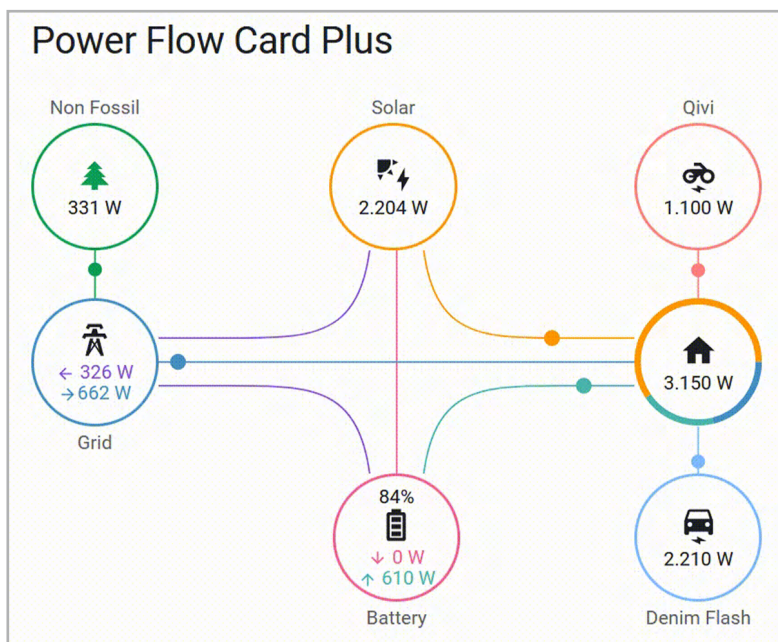 Power Flow Card Plus
Non Fossil
Solar
Qivi
331 W
2.204 W
1.100 W
← 326 W
→ 662 W
3.150 W
Grid
84%
↓ 0 W
↑ 610 W
2.210 W
Battery
Denim Flash